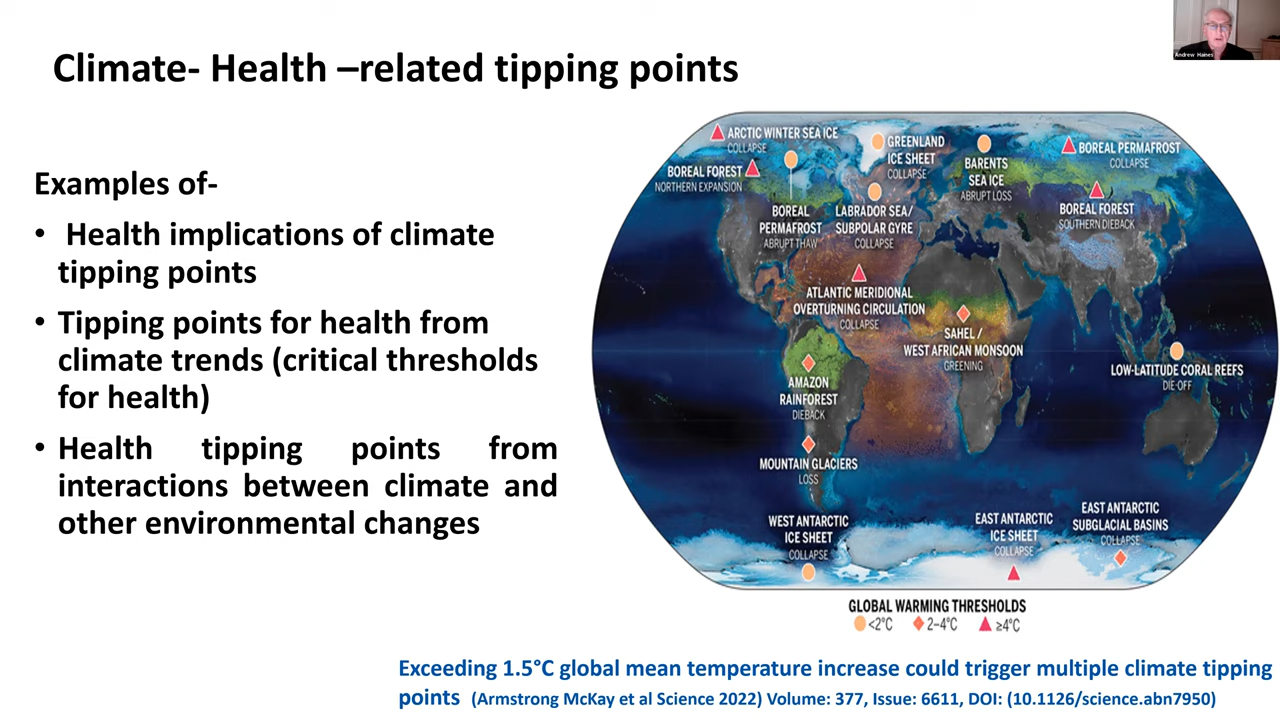 Climate- Health –related tipping points
Andrew Haines
Examples of-
• Health implications of climate
tipping points
• Tipping points for health from
climate trends (critical thresholds
for health)
• Health tipping points from
interactions between climate and
other environmental changes
ARCTIC WINTER SEA ICE
COLLAPSE
GREENLAND
ICE SHEET
COLLAPSE
BARENTS
SEA ICE
ABRUPT LOSS
BOREAL PERMAFROST
COLLAPSE
BOREAL FOREST
NORTHERN EXPANSION
BOREAL
PERMAFROST
ABRUPT THAW
LABRADOR SEA/
SUBPOLAR GYRE
COLLAPSE
BOREAL FOREST
SOUTHERN DIEBACK
ATLANTIC MERIDIONAL
OVERTURNING CIRCULATION
COLLAPSE
SAHEL /
WEST AFRICAN MONSOON
GREENING
LOW-LATITUDE CORAL REEFS
DIE-OFF
AMAZON
RAINFOREST
DIEBACK
MOUNTAIN GLACIERS
LOSS
WEST ANTARCTIC
ICE SHEET
COLLAPSE
EAST ANTARCTIC
ICE SHEET
COLLAPSE
EAST ANTARCTIC
SUBGLACIAL BASINS
COLLAPSE
GLOBAL WARMING THRESHOLDS
<2°C 2–4°C ≥4°C
Exceeding 1.5°C global mean temperature increase could trigger multiple climate tipping
points (Armstrong McKay et al Science 2022) Volume: 377, Issue: 6611, DOI: (10.1126/science.abn7950)